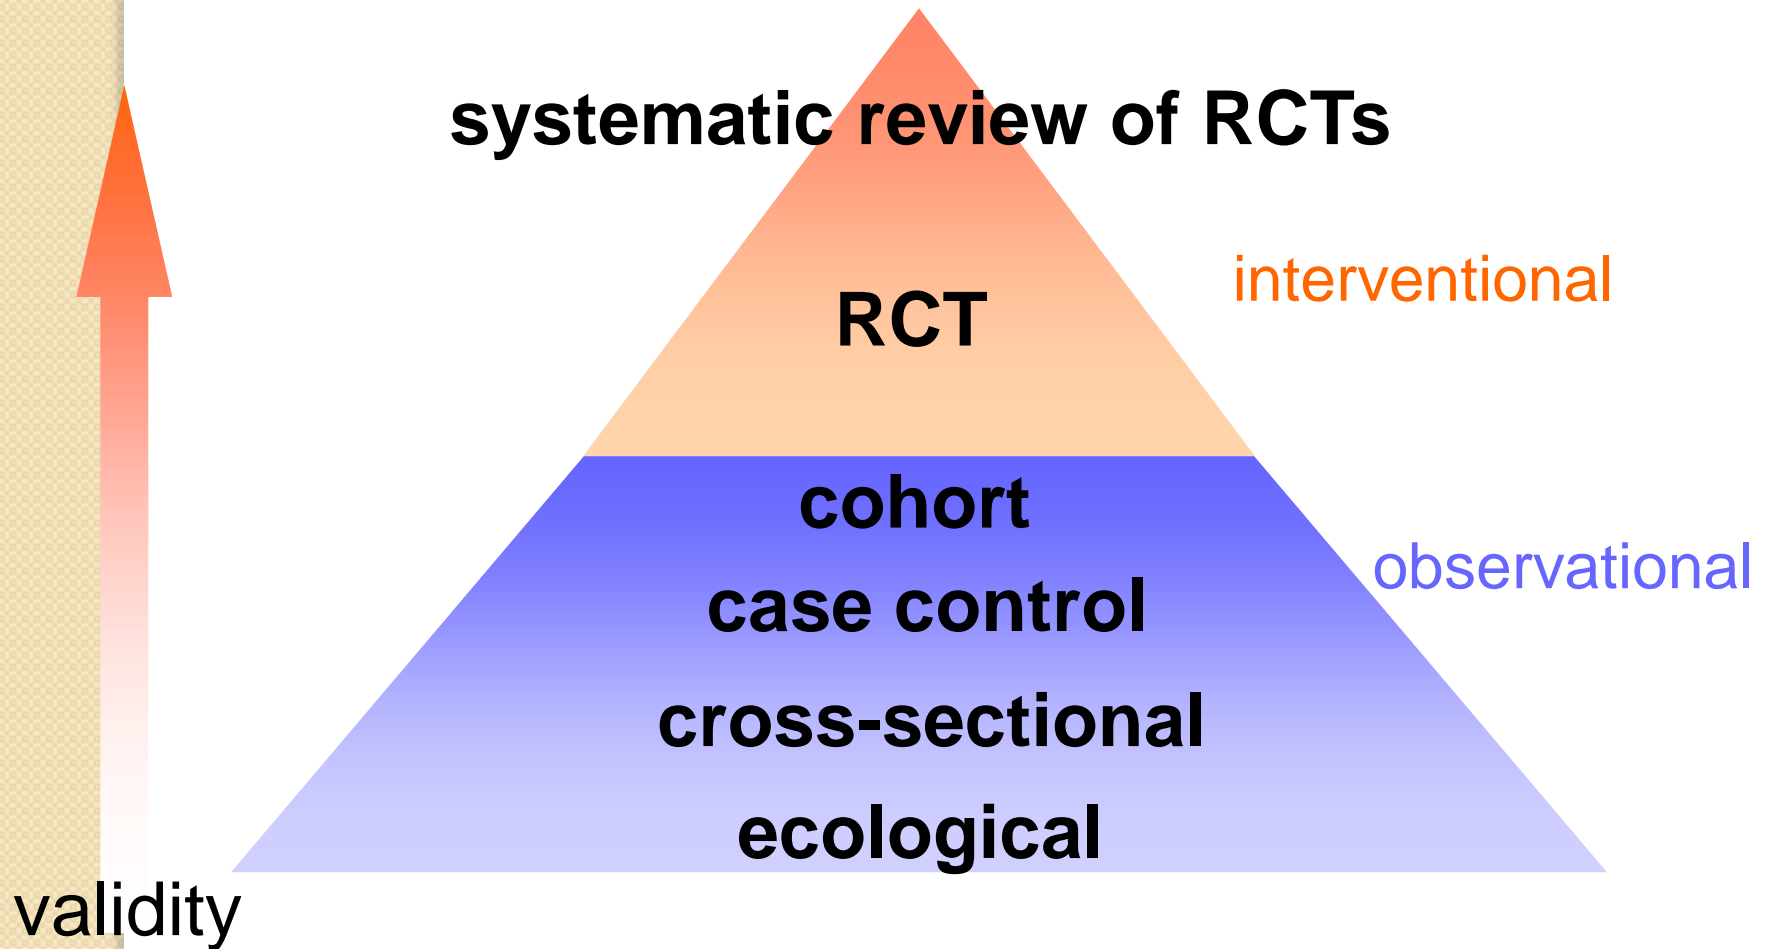 systematic review of RCTs
interventional
RCT
cohort
observational
case control
cross-sectional
ecological
validity